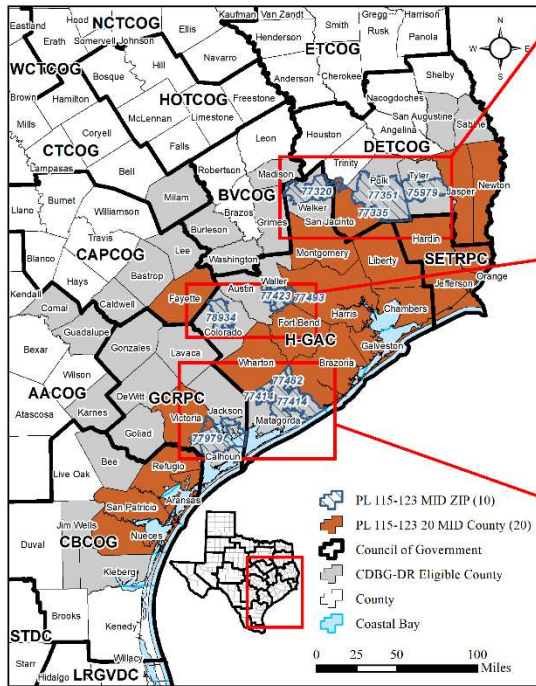 Hood
NCTCOG
Kaufman
Van Zandt
Gregg
Harrison
Smith
Rusk
Panola
Eastland
Erath
Somervell
Johnson
Ellis
Henderson
ETCOG
WCTCOG
Hill
Navarro
Bosque
Anderson
Cherokee
Shelby
Brown
Hamilton
HOTCOG
Freestone
Nacogdoches
Mills
McLennan
Limestone
San Augustine
Coryell
Leon
Houston
Angelina
Sabine
CTCOG
Falls
DETCOG
Lampasas
Bell
Robertson
Madison
Trinity
Polk
Tyler
Burnet
Milam
BVCOG
77320
77351
75979
Jasper
Newton
Llano
Williamson
Brazos
Grimes
Walker
San Jacinto
77335
Travis
Burleson
Hardin
CAPCOG
Lee
Washington
Montgomery
Liberty
SETRPC
Blanco
Bastrop
Hays
Austin
Waller
Orange
Kendall
Fayette
77423
77493
Jefferson
Comal
Caldwell
78934
Harris
Chambers
Guadalupe
Colorado
Fort Bend
Bexar
Gonzales
H-GAC
Galveston
Lavaca
Wharton
Brazoria
Wilson
AACOG
DeWitt
77482
Atascosa
Karnes
GCRPC
Jackson
77414
77414
Victoria
Matagorda
Goliad
77979
Bee
Calhoun
Live Oak
Refugio
Aransas
San Patricio
Jim Wells
Nueces
Duval
CBCOG
Kleberg
Brooks
Kenedy
STDC
Willacy
Starr
Hidalgo
LRGVDC
N
W
E
S
PL 115-123 MID ZIP (10)
PL 115-123 20 MID County (20)
Council of Government
CDBG-DR Eligible County
County
Coastal Bay
0 25 50 100
Miles